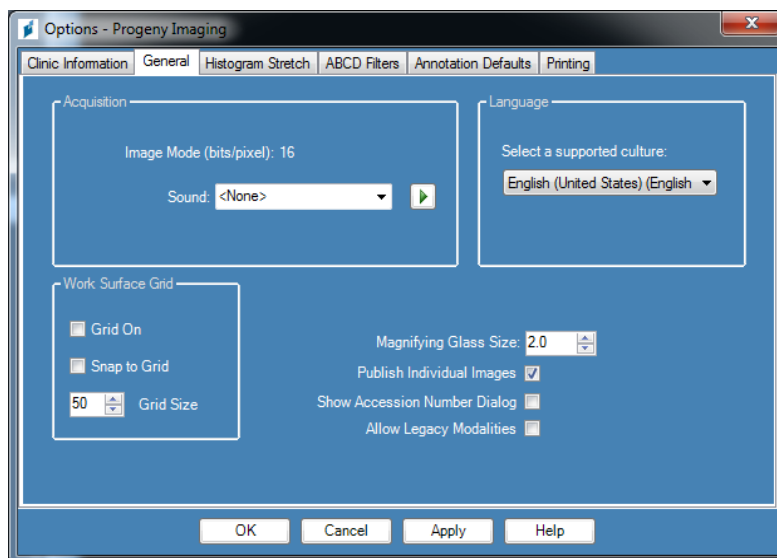 Options - Progeny Imaging
Clinic Information General Histogram Stretch ABCD Filters Annotation Defaults Printing
Acquisition
Image Mode (bits/pixel): 16
Sound: <None>
Language
Select a supported culture:
English (United States) (English
Work Surface Grid
Grid On
Snap to Grid
50 Grid Size
Magnifying Glass Size: 2.0
Publish Individual Images
Show Accession Number Dialog
Allow Legacy Modalities
OK Cancel Apply Help